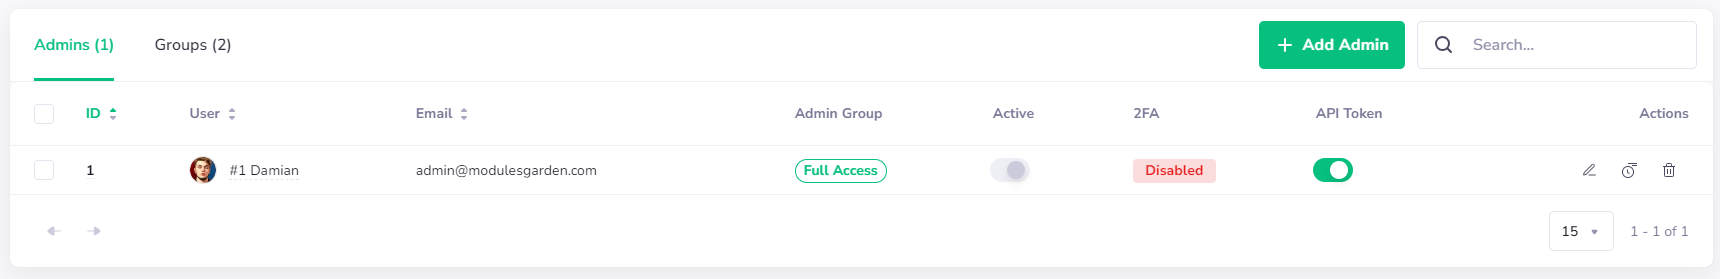 Admins (1) Groups (2) Add Admin Search...
ID User Email Admin Group Active 2FA API Token Actions
1 #1 Damian admin@modulesgarden.com Full Access Disabled
15 1 - 1 of 1